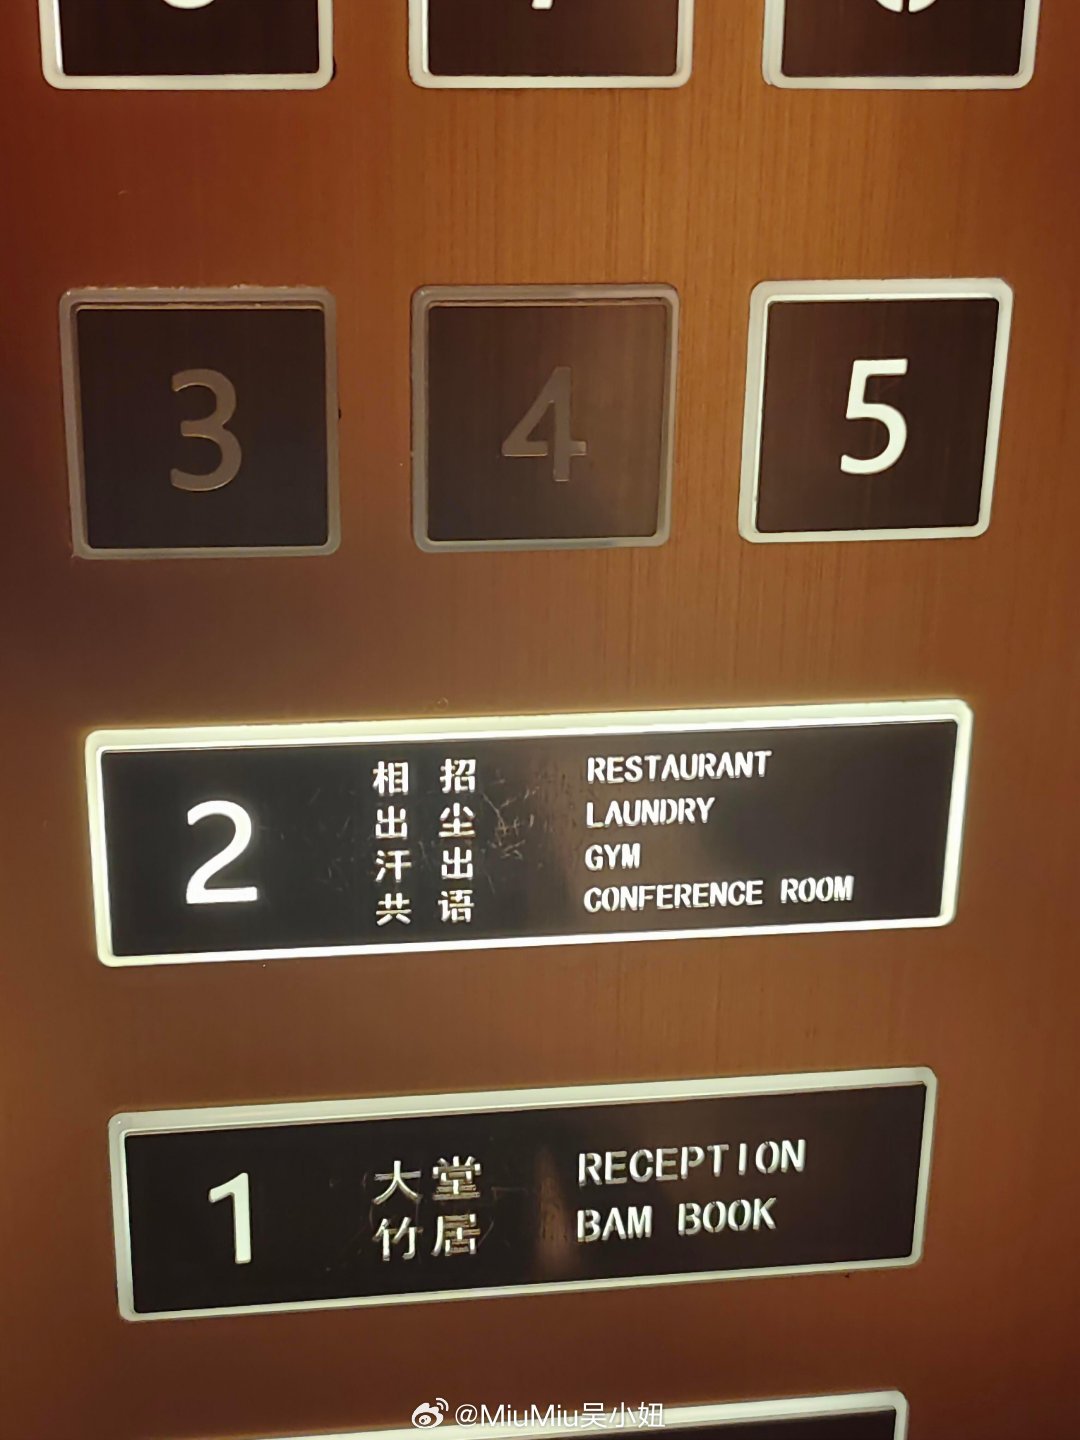 3 4 5
2
相 招
出 尘
汗 出
共 语
RESTAURANT
LAUNDRY
GYM
CONFERENCE ROOM
1
大堂
竹居
RECEPTION
BAM BOOK
@MiuMiu吴小妞